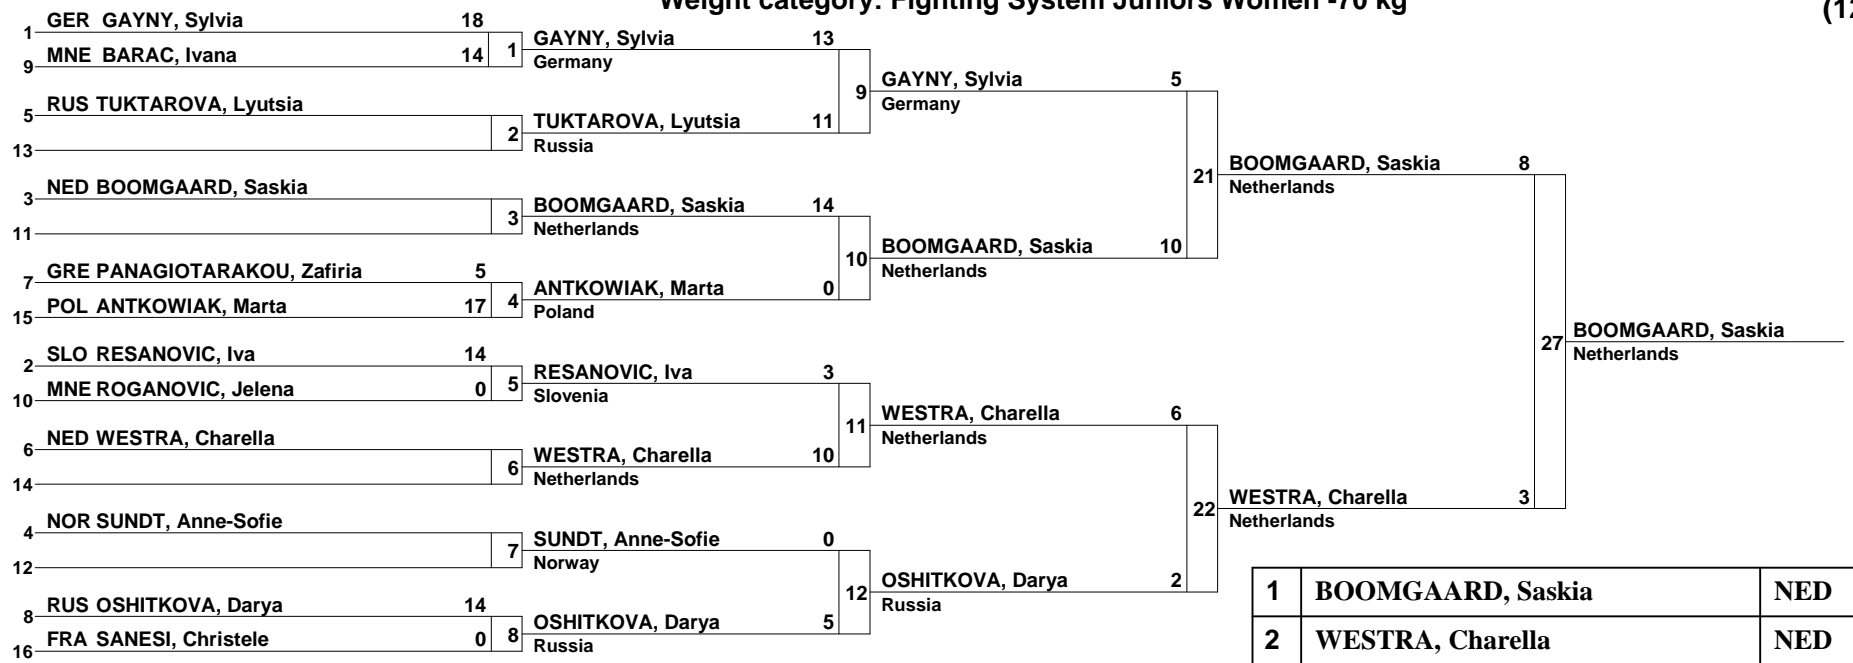 Weight category: Fighting System Juniors Women -70 kg
(12
1 GER GAYNY, Sylvia 18
9 MNE BARAC, Ivana 14
1
GAYNY, Sylvia 13
Germany
5 RUS TUKTAROVA, Lyutsia
13
2
TUKTAROVA, Lyutsia 11
Russia
9
GAYNY, Sylvia 5
Germany
3 NED BOOMGAARD, Saskia
11
3
BOOMGAARD, Saskia 14
Netherlands
7 GRE PANAGIOTARAKOU, Zafiria 5
15 POL ANTKOWIAK, Marta 17
4
ANTKOWIAK, Marta 0
Poland
10
BOOMGAARD, Saskia 10
Netherlands
21
BOOMGAARD, Saskia 8
Netherlands
2 SLO RESANOVIC, Iva 14
10 MNE ROGANOVIC, Jelena 0
5
RESANOVIC, Iva 3
Slovenia
6 NED WESTRA, Charella
14
6
WESTRA, Charella 10
Netherlands
11
WESTRA, Charella 6
Netherlands
4 NOR SUNDT, Anne-Sofie
12
7
SUNDT, Anne-Sofie 0
Norway
8 RUS OSHITKOVA, Darya 14
16 FRA SANESI, Christele 0
8
OSHITKOVA, Darya 5
Russia
12
OSHITKOVA, Darya 2
Russia
22
WESTRA, Charella 3
Netherlands
27
BOOMGAARD, Saskia
Netherlands
1 BOOMGAARD, Saskia NED
2 WESTRA, Charella NED